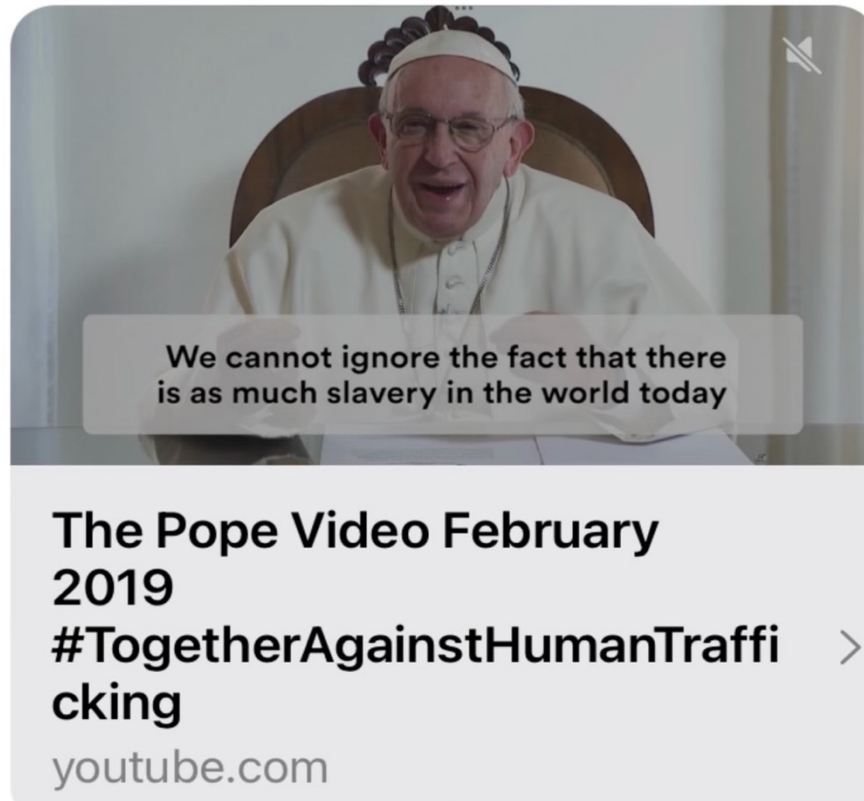 We cannot ignore the fact that there
is as much slavery in the world today
The Pope Video February
2019
#TogetherAgainstHumanTraffi
cking
youtube.com